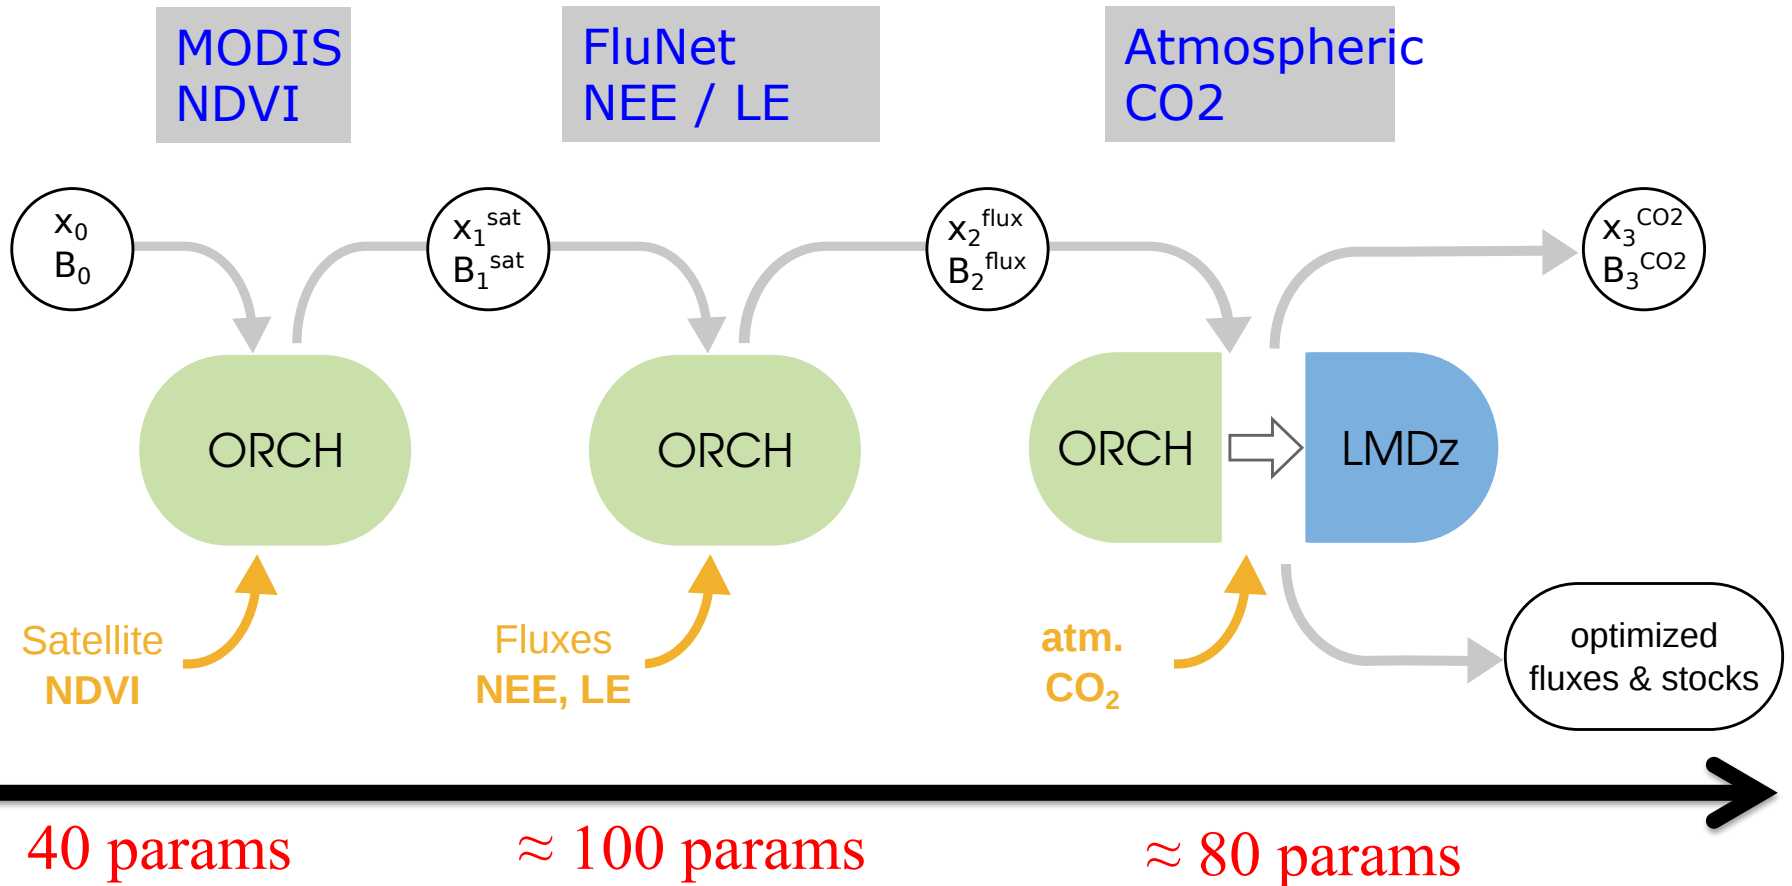 MODIS
NDVI
FluNet
NEE / LE
Atmospheric
CO2
x₀
B₀
x₁ˢᵃᵗ
B₁ˢᵃᵗ
x₂ᶠˡᵘˣ
B₂ᶠˡᵘˣ
x₃ᶜᴼ²
B₃ᶜᴼ²
ORCH
ORCH
ORCH
LMDz
Satellite
NDVI
Fluxes
NEE, LE
atm.
CO₂
optimized
fluxes & stocks
40 params
≈ 100 params
≈ 80 params